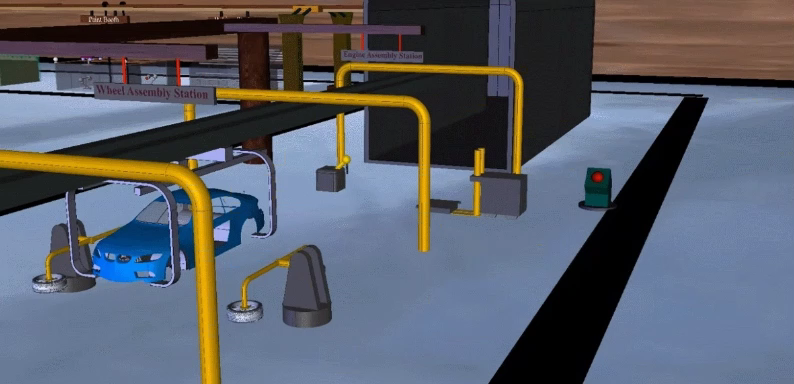 Paint Booth
Engine Assembly Station
Wheel Assembly Station